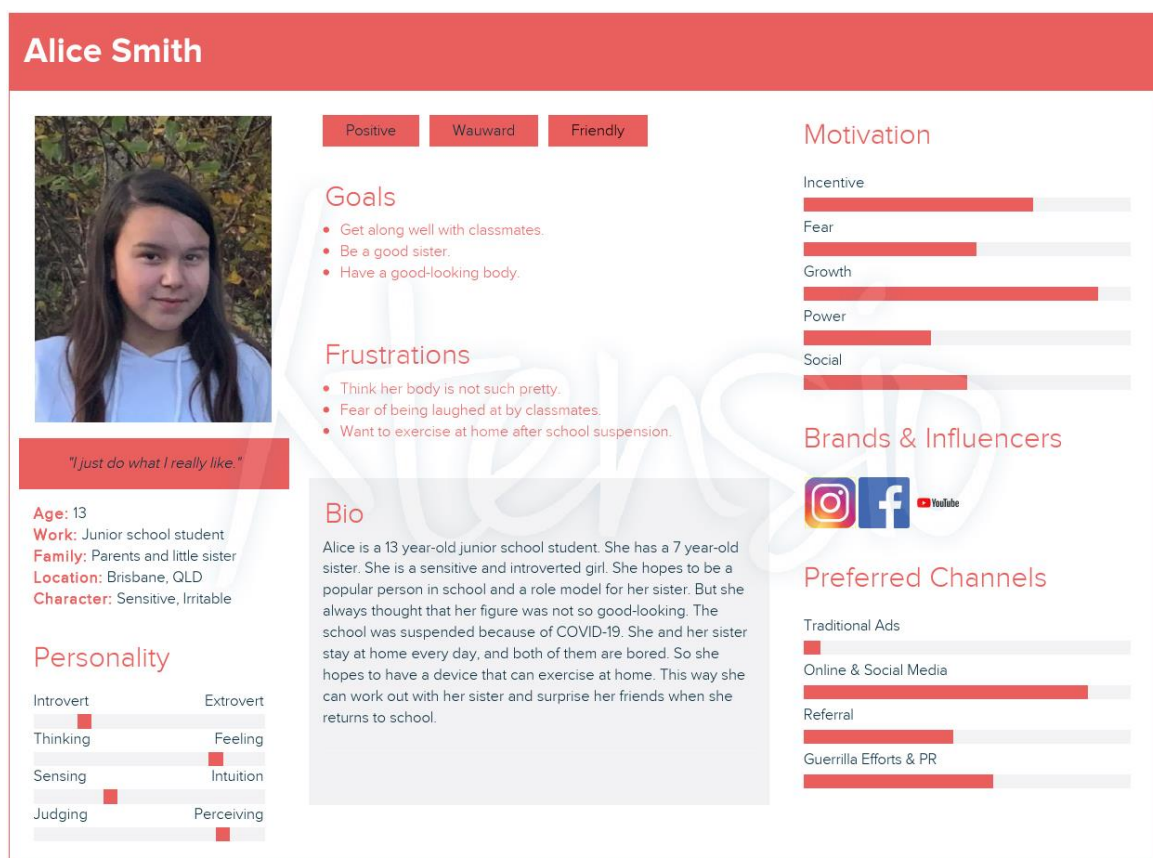 Alice Smith
Positive
Wauward
Friendly
Goals
Get along well with classmates.
Be a good sister.
Have a good-looking body.
Frustrations
Think her body is not such pretty.
Fear of being laughed at by classmates.
Want to exercise at home after school suspension.
"I just do what I really like."
Age: 13
Work: Junior school student
Family: Parents and little sister
Location: Brisbane, QLD
Character: Sensitive, Irritable
Personality
Introvert Extrovert
Thinking Feeling
Sensing Intuition
Judging Perceiving
Bio
Alice is a 13 year-old junior school student. She has a 7 year-old
sister. She is a sensitive and introverted girl. She hopes to be a
popular person in school and a role model for her sister. But she
always thought that her figure was not so good-looking. The
school was suspended because of COVID-19. She and her sister
stay at home every day, and both of them are bored. So she
hopes to have a device that can exercise at home. This way she
can work out with her sister and surprise her friends when she
returns to school.
Motivation
Incentive
Fear
Growth
Power
Social
Brands & Influencers
YouTube
Preferred Channels
Traditional Ads
Online & Social Media
Referral
Guerrilla Efforts & PR
Xtensio